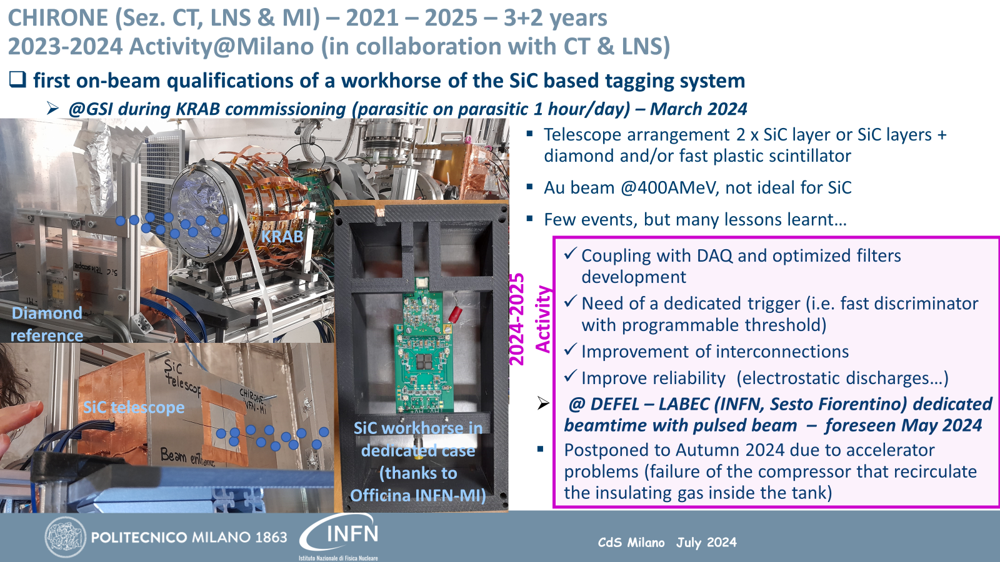 CHIRONE (Sez. CT, LNS & MI) – 2021 – 2025 – 3+2 years
2023-2024 Activity@Milano (in collaboration with CT & LNS)
first on-beam qualifications of a workhorse of the SiC based tagging system
@GSI during KRAB commissioning (parasitic on parasitic 1 hour/day) – March 2024
Telescope arrangement 2 x SiC layer or SiC layers +
diamond and/or fast plastic scintillator
Au beam @400AMeV, not ideal for SiC
Few events, but many lessons learnt…
KRAB
SiC Telescope
Diamond
reference
SiC
telescope
CHIRONE
INFN-MI
SiC telescope
Beam entrance
HV+
SiC workhorse in
dedicated case
(thanks to
Officina INFN-MI)
2024-2025
Activity
Coupling with DAQ and optimized filters
development
Need of a dedicated trigger (i.e. fast discriminator
with programmable threshold)
Improvement of interconnections
Improve reliability (electrostatic discharges…)
@ DEFEL – LABEC (INFN, Sesto Fiorentino) dedicated
beamtime with pulsed beam – foreseen May 2024
Postponed to Autumn 2024 due to accelerator
problems (failure of the compressor that recirculate
the insulating gas inside the tank)
POLITECNICO MILANO 1863
INFN
Istituto Nazionale di Fisica Nucleare
CdS Milano July 2024